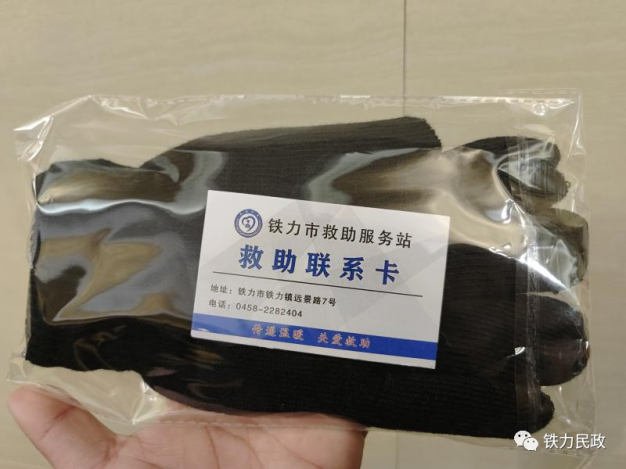 铁力市救助服务站
救助联系卡
地址：铁力市铁力镇远景路7号
电话：0458-2282404
传递温暖 关爱救助
铁力民政